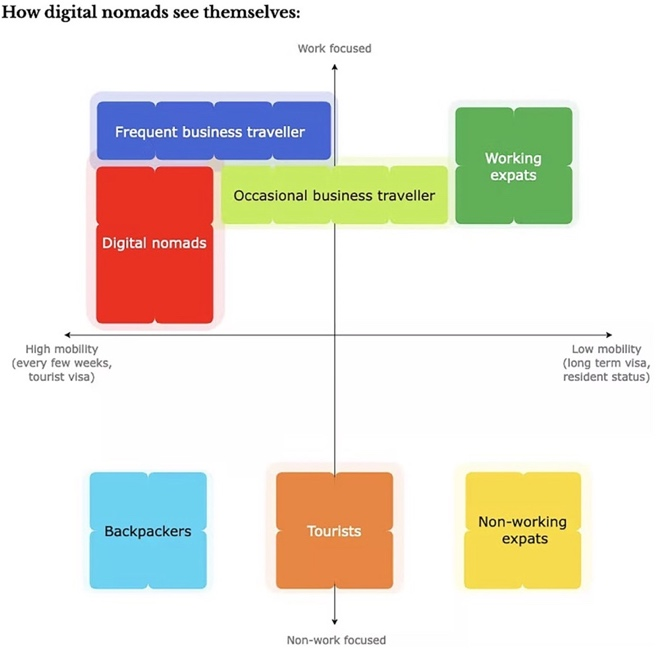 How digital nomads see themselves:
Work focused
Frequent business traveller
Working
expats
Occasional business traveller
Digital nomads
High mobility
(every few weeks,
tourist visa)
Low mobility
(long term visa,
resident status)
Backpackers
Tourists
Non-working
expats
Non-work focused